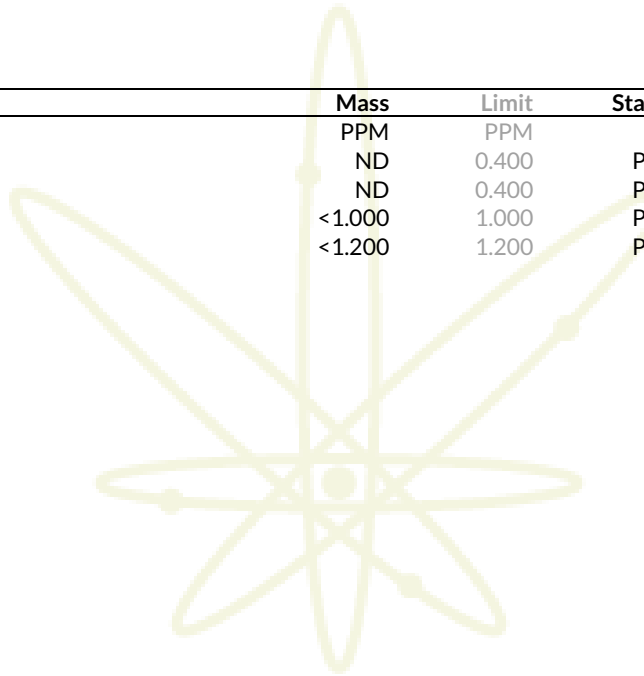 Mass Limit Sta
PPM PPM
ND 0.400 P
ND 0.400 P
<1.000 1.000 P
<1.200 1.200 P